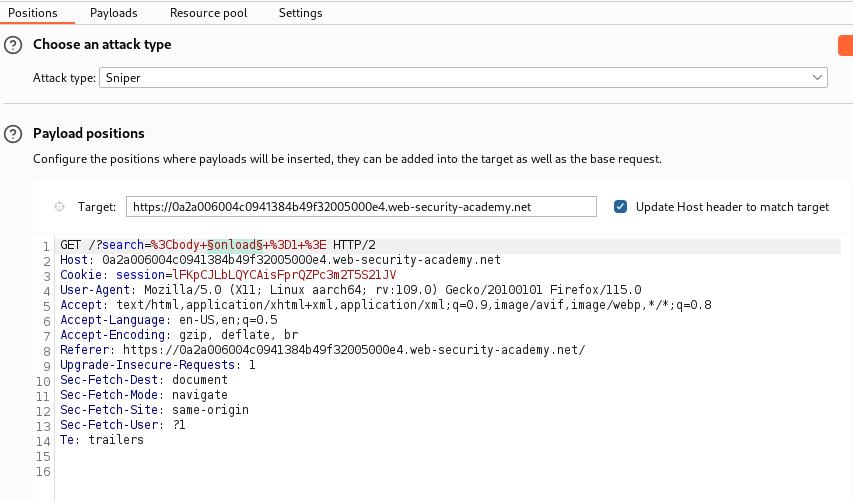 Positions Payloads Resource pool Settings
? Choose an attack type
Attack type: Sniper
? Payload positions
Configure the positions where payloads will be inserted, they can be added into the target as well as the base request.
Target: https://0a2a006004c0941384b49f32005000e4.web-security-academy.net Update Host header to match target
1 GET /?search=%3Cbody+§onload§+%3D1+%3E HTTP/2
2 Host: 0a2a006004c0941384b49f32005000e4.web-security-academy.net
3 Cookie: session=lFKpCJLbLQYCAisFprQZPc3m2T5S21JV
4 User-Agent: Mozilla/5.0 (X11; Linux aarch64; rv:109.0) Gecko/20100101 Firefox/115.0
5 Accept: text/html,application/xhtml+xml,application/xml;q=0.9,image/avif,image/webp,*/*;q=0.8
6 Accept-Language: en-US,en;q=0.5
7 Accept-Encoding: gzip, deflate, br
8 Referer: https://0a2a006004c0941384b49f32005000e4.web-security-academy.net/
9 Upgrade-Insecure-Requests: 1
10 Sec-Fetch-Dest: document
11 Sec-Fetch-Mode: navigate
12 Sec-Fetch-Site: same-origin
13 Sec-Fetch-User: ?1
14 Te: trailers
15
16